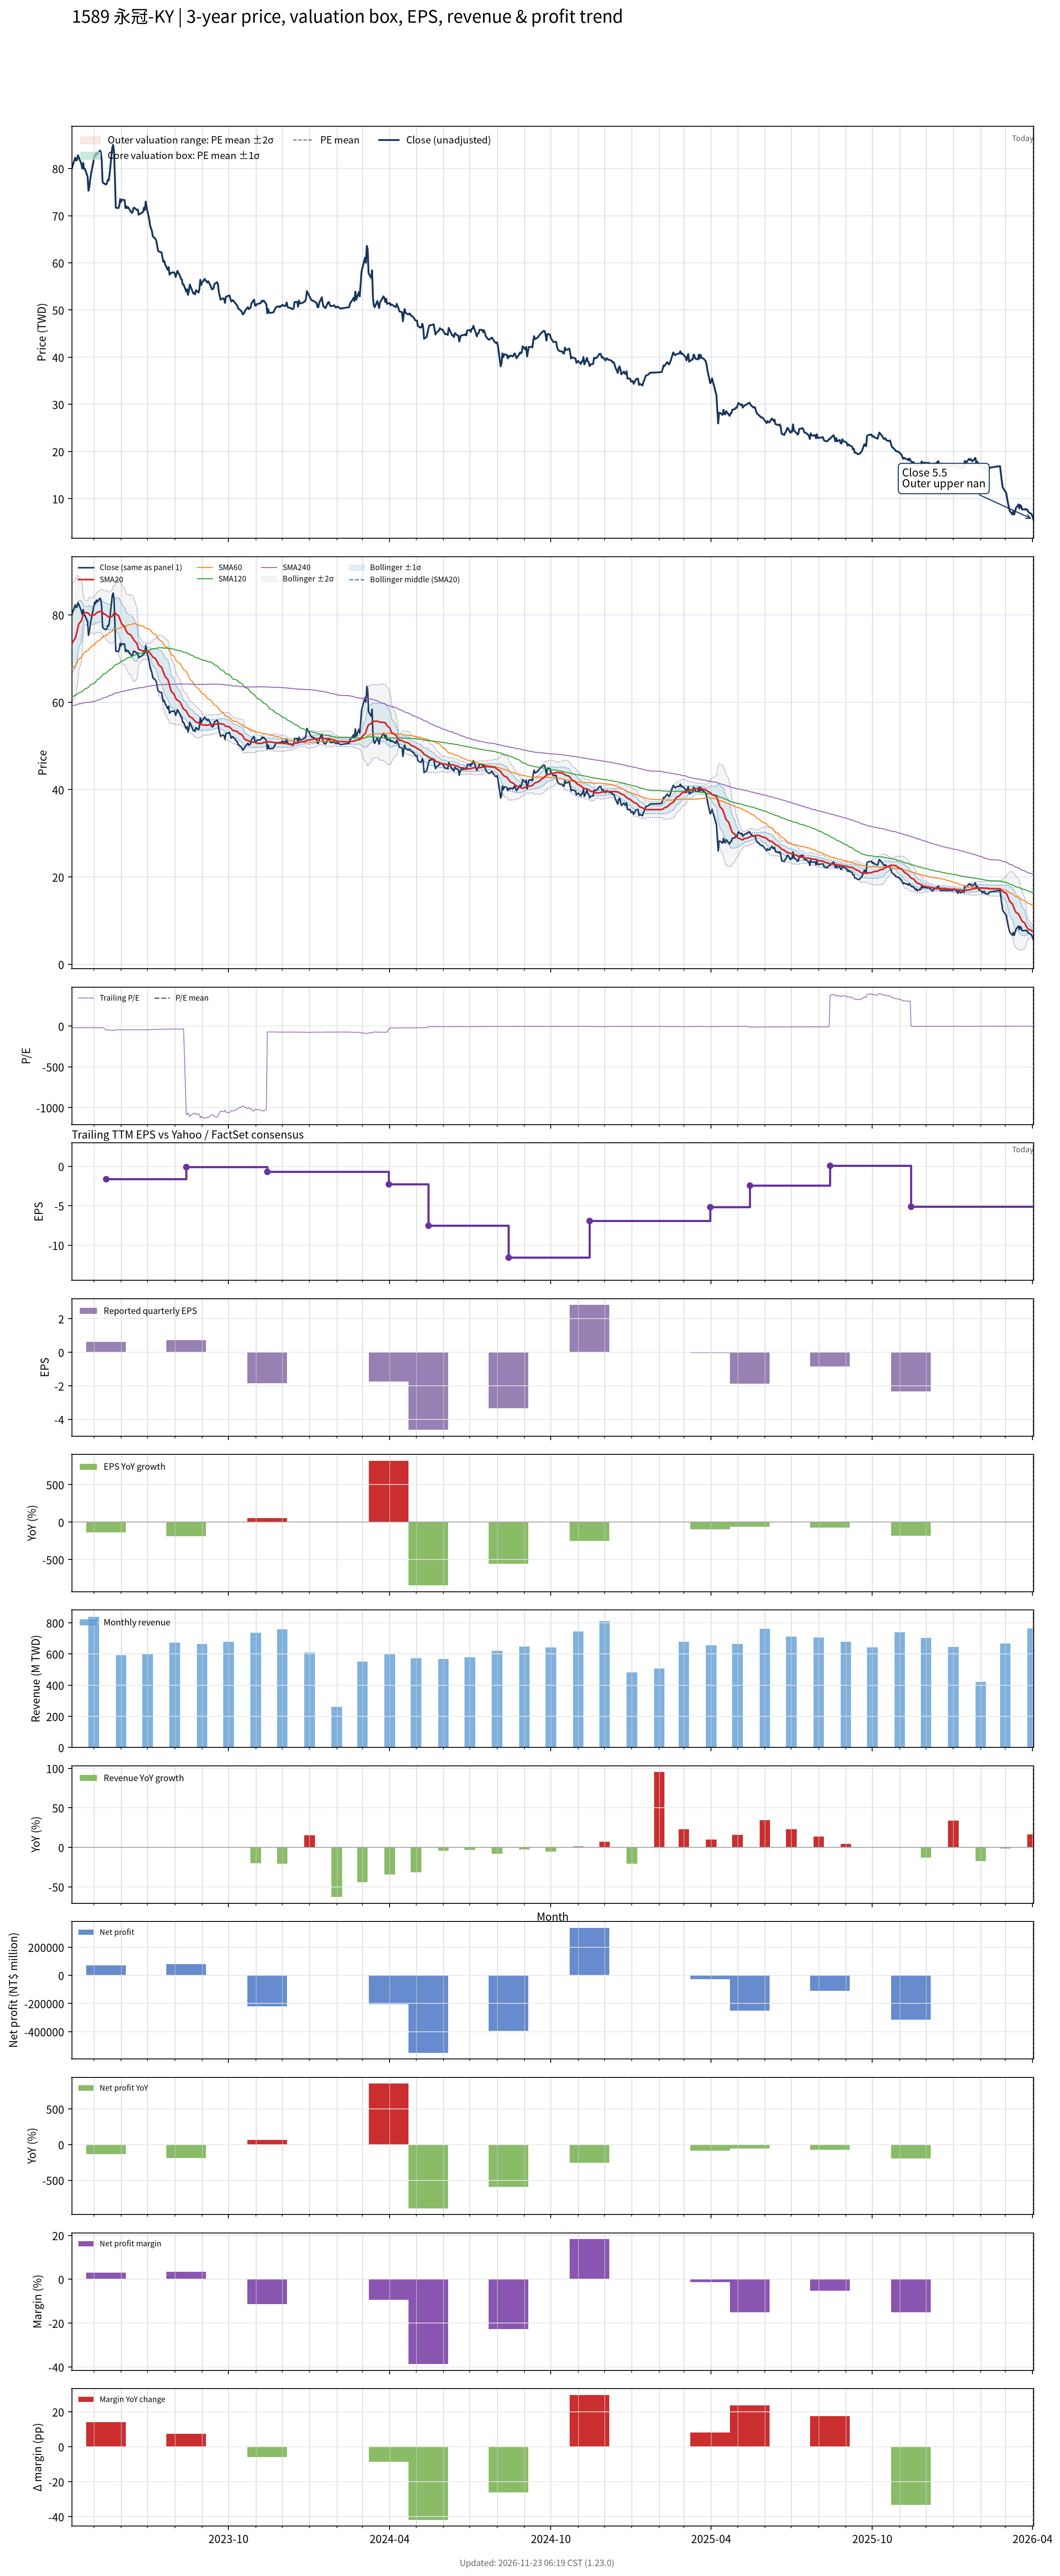 1589 永冠-KY | 3-year price, valuation box, EPS, revenue & profit trend
Outer valuation range: PE mean ±2σ
PE mean
Close (unadjusted)
Core valuation box: PE mean ±1σ
Today
80
70
60
50
40
30
20
10
Price (TWD)
Close 5.5
Outer upper nan
Close (same as panel 1)
SMA60
SMA240
Bollinger ±1σ
SMA20
SMA120
Bollinger ±2σ
Bollinger middle (SMA20)
80
60
40
20
0
Price
Trailing P/E
P/E mean
0
-500
-1000
P/E
Trailing TTM EPS vs Yahoo / FactSet consensus
Today
0
-5
-10
EPS
Reported quarterly EPS
2
0
-2
-4
EPS
EPS YoY growth
500
0
-500
YoY (%)
Monthly revenue
800
600
400
200
0
Revenue (M TWD)
Revenue YoY growth
100
50
0
-50
YoY (%)
Month
Net profit
200000
0
-200000
-400000
Net profit (NT$ million)
Net profit YoY
500
0
-500
YoY (%)
Net profit margin
20
0
-20
-40
Margin (%)
Margin YoY change
20
0
-20
-40
Δ margin (pp)
2023-10
2024-04
2024-10
2025-04
2025-10
2026-04
Updated: 2026-11-23 06:19 CST (1.23.0)